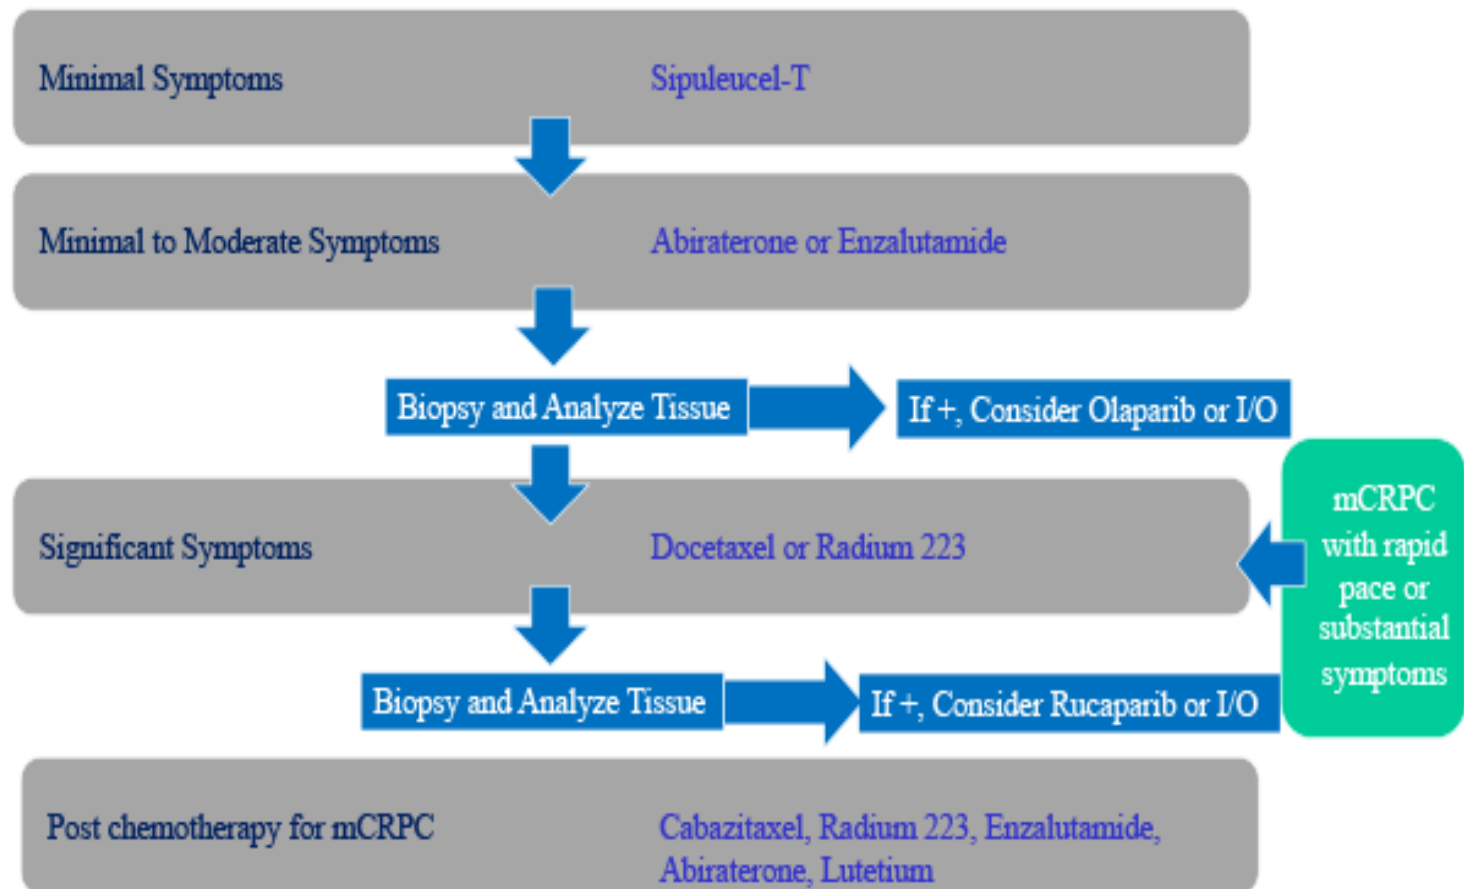 Minimal Symptoms
Sipuleucel-T
Minimal to Moderate Symptoms
Abiraterone or Enzalutamide
Biopsy and Analyze Tissue
If +, Consider Olaparib or I/O
Significant Symptoms
Docetaxel or Radium 223
mCRPC
with rapid
pace or
substantial
symptoms
Biopsy and Analyze Tissue
If +, Consider Rucaparib or I/O
Post chemotherapy for mCRPC
Cabazitaxel, Radium 223, Enzalutamide,
Abiraterone, Lutetium